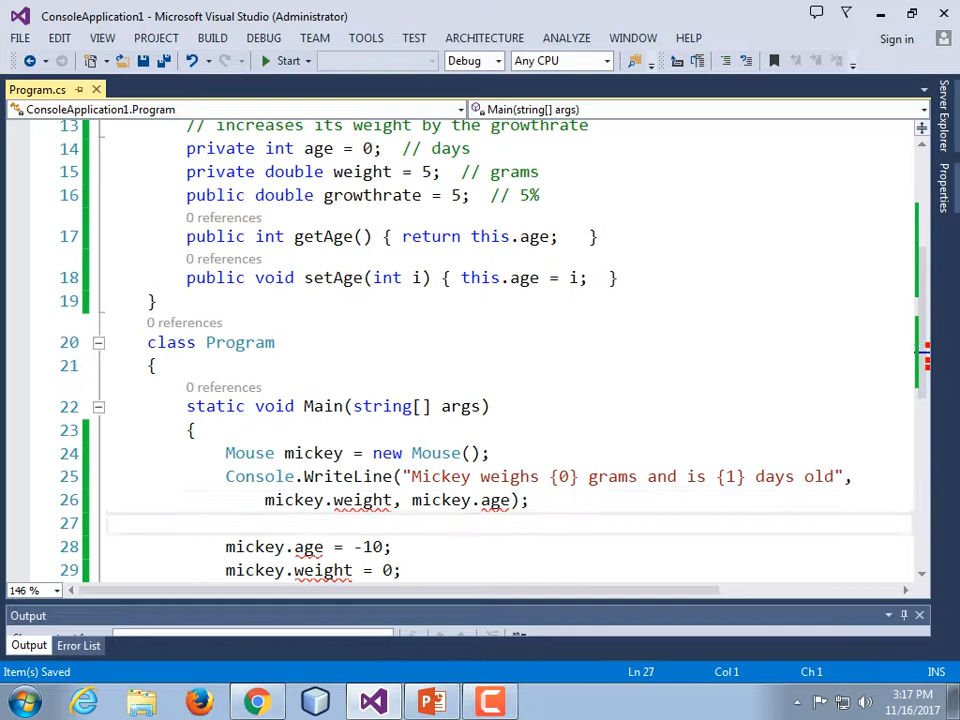 ConsoleApplication1 - Microsoft Visual Studio (Administrator)
FILE EDIT VIEW PROJECT BUILD DEBUG TEAM TOOLS TEST ARCHITECTURE ANALYZE WINDOW HELP Sign in
Start Debug Any CPU
Program.cs
ConsoleApplication1.Program Main(string[] args)
13 // increases its weight by the growthrate
14 private int age = 0; // days
15 private double weight = 5; // grams
16 public double growthrate = 5; // 5%
0 references
17 public int getAge() { return this.age; }
0 references
18 public void setAge(int i) { this.age = i; }
19 }
0 references
20 class Program
21 {
0 references
22 static void Main(string[] args)
23 {
24 Mouse mickey = new Mouse();
25 Console.WriteLine("Mickey weighs {0} grams and is {1} days old",
26 mickey.weight, mickey.age);
27
28 mickey.age = -10;
29 mickey.weight = 0;
146 %
Output
Output Error List
Item(s) Saved Ln 27 Col 1 Ch 1 INS
3:17 PM
11/16/2017
Server Explorer
Properties